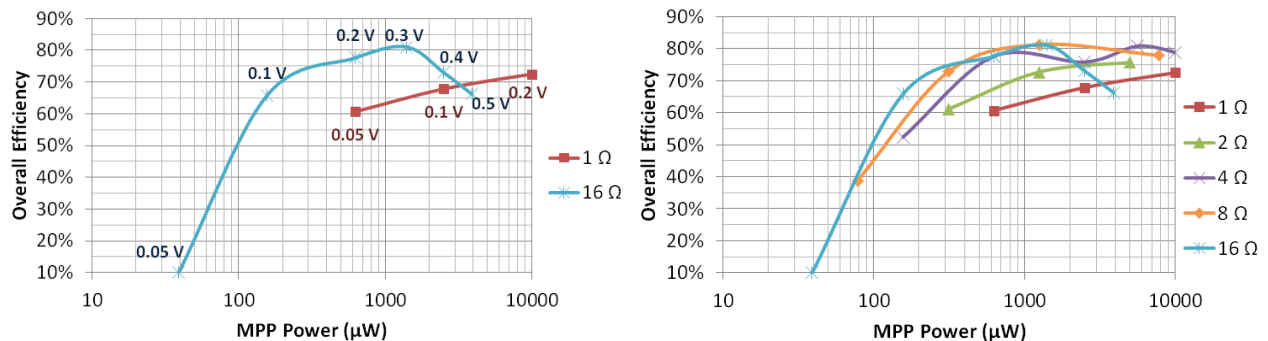 Overall Efficiency
90%
80%
70%
60%
50%
40%
30%
20%
10%
0.05 V
0.1 V
0.2 V
0.3 V
0.4 V
0.5 V
0.05 V
0.1 V
0.2 V
10
100
1000
10000
MPP Power (µW)
1 Ω
16 Ω
Overall Efficiency
90%
80%
70%
60%
50%
40%
30%
20%
10%
10
100
1000
10000
MPP Power (µW)
1 Ω
2 Ω
4 Ω
8 Ω
16 Ω